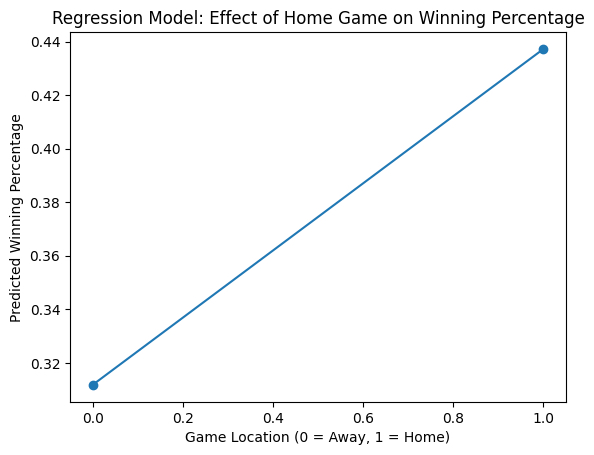 Regression Model: Effect of Home Game on Winning Percentage
Predicted Winning Percentage
0.44
0.42
0.40
0.38
0.36
0.34
0.32
0.0 0.2 0.4 0.6 0.8 1.0
Game Location (0 = Away, 1 = Home)